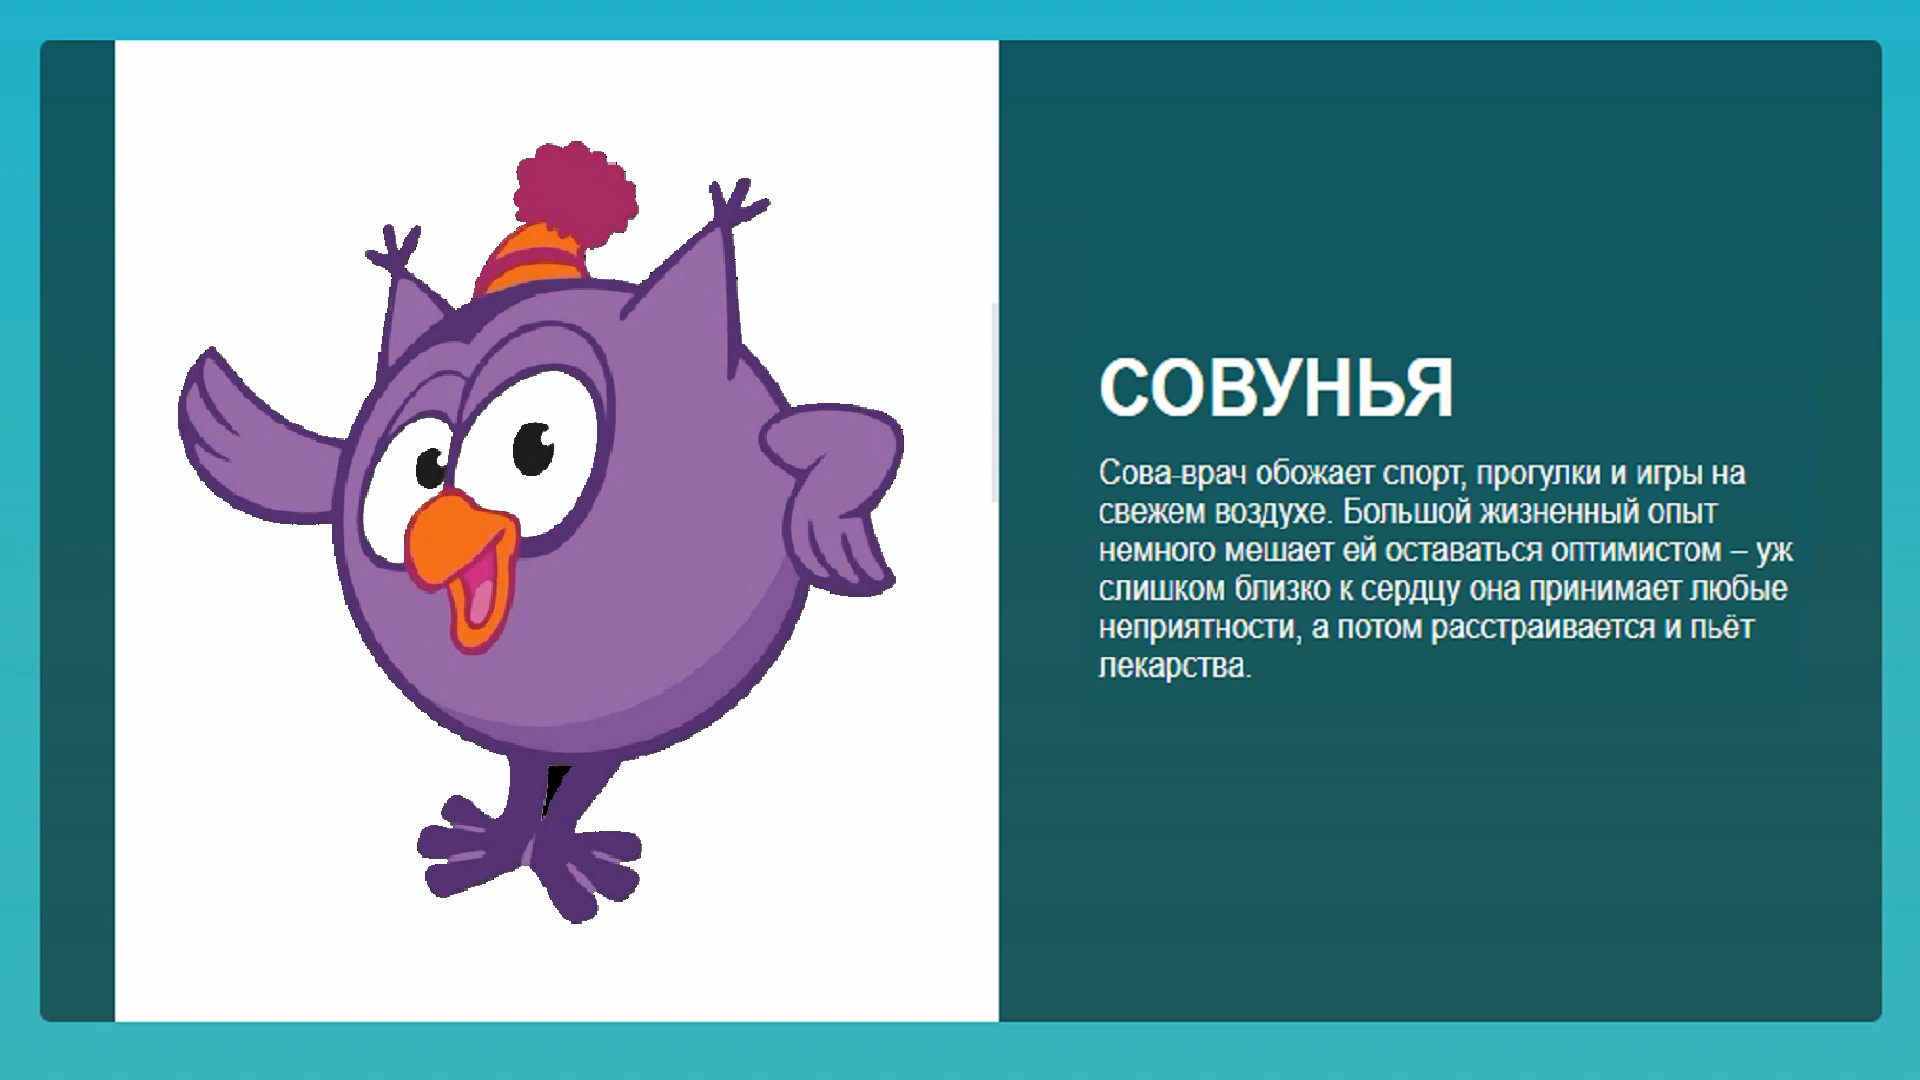 СОВУНЬЯ
Сова-врач обожает спорт, прогулки и игры на
свежем воздухе. Большой жизненный опыт
немного мешает ей оставаться оптимистом – уж
слишком близко к сердцу она принимает любые
неприятности, а потом расстраивается и пьёт
лекарства.